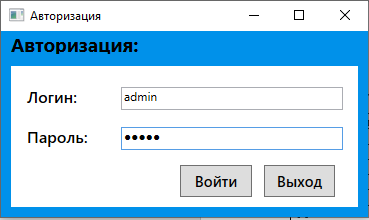 Авторизация
Авторизация:
Логин: admin
Пароль: •••••
Войти Выход